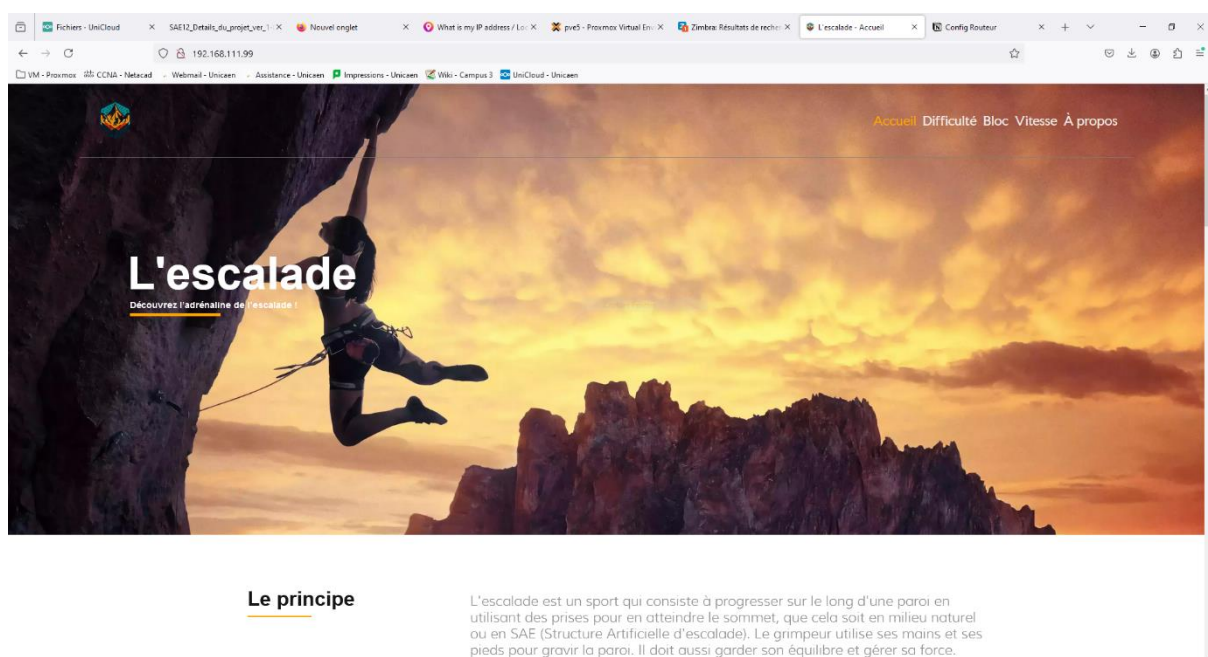 Fichiers - UniCloud
SAE12_Details_du_projet_ver_1-
Nouvel onglet
What is my IP address / Loc
pve5 - Proxmox Virtual Env
Zimbra: Résultats de recher
L'escalade - Accueil
Config Routeur
192.168.111.99
VM - Proxmox
CCNA - Netacad
Webmail - Unicaen
Assistance - Unicaen
Impressions - Unicaen
Wiki - Campus 3
UniCloud - Unicaen
Accueil Difficulté Bloc Vitesse À propos
L'escalade
Découvrez l'adrénaline de l'escalade !
Le principe
L'escalade est un sport qui consiste à progresser sur le long d'une paroi en
utilisant des prises pour en atteindre le sommet, que cela soit en milieu naturel
ou en SAE (Structure Artificielle d'escalade). Le grimpeur utilise ses mains et ses
pieds pour gravir la paroi. Il doit aussi garder son équilibre et gérer sa force.